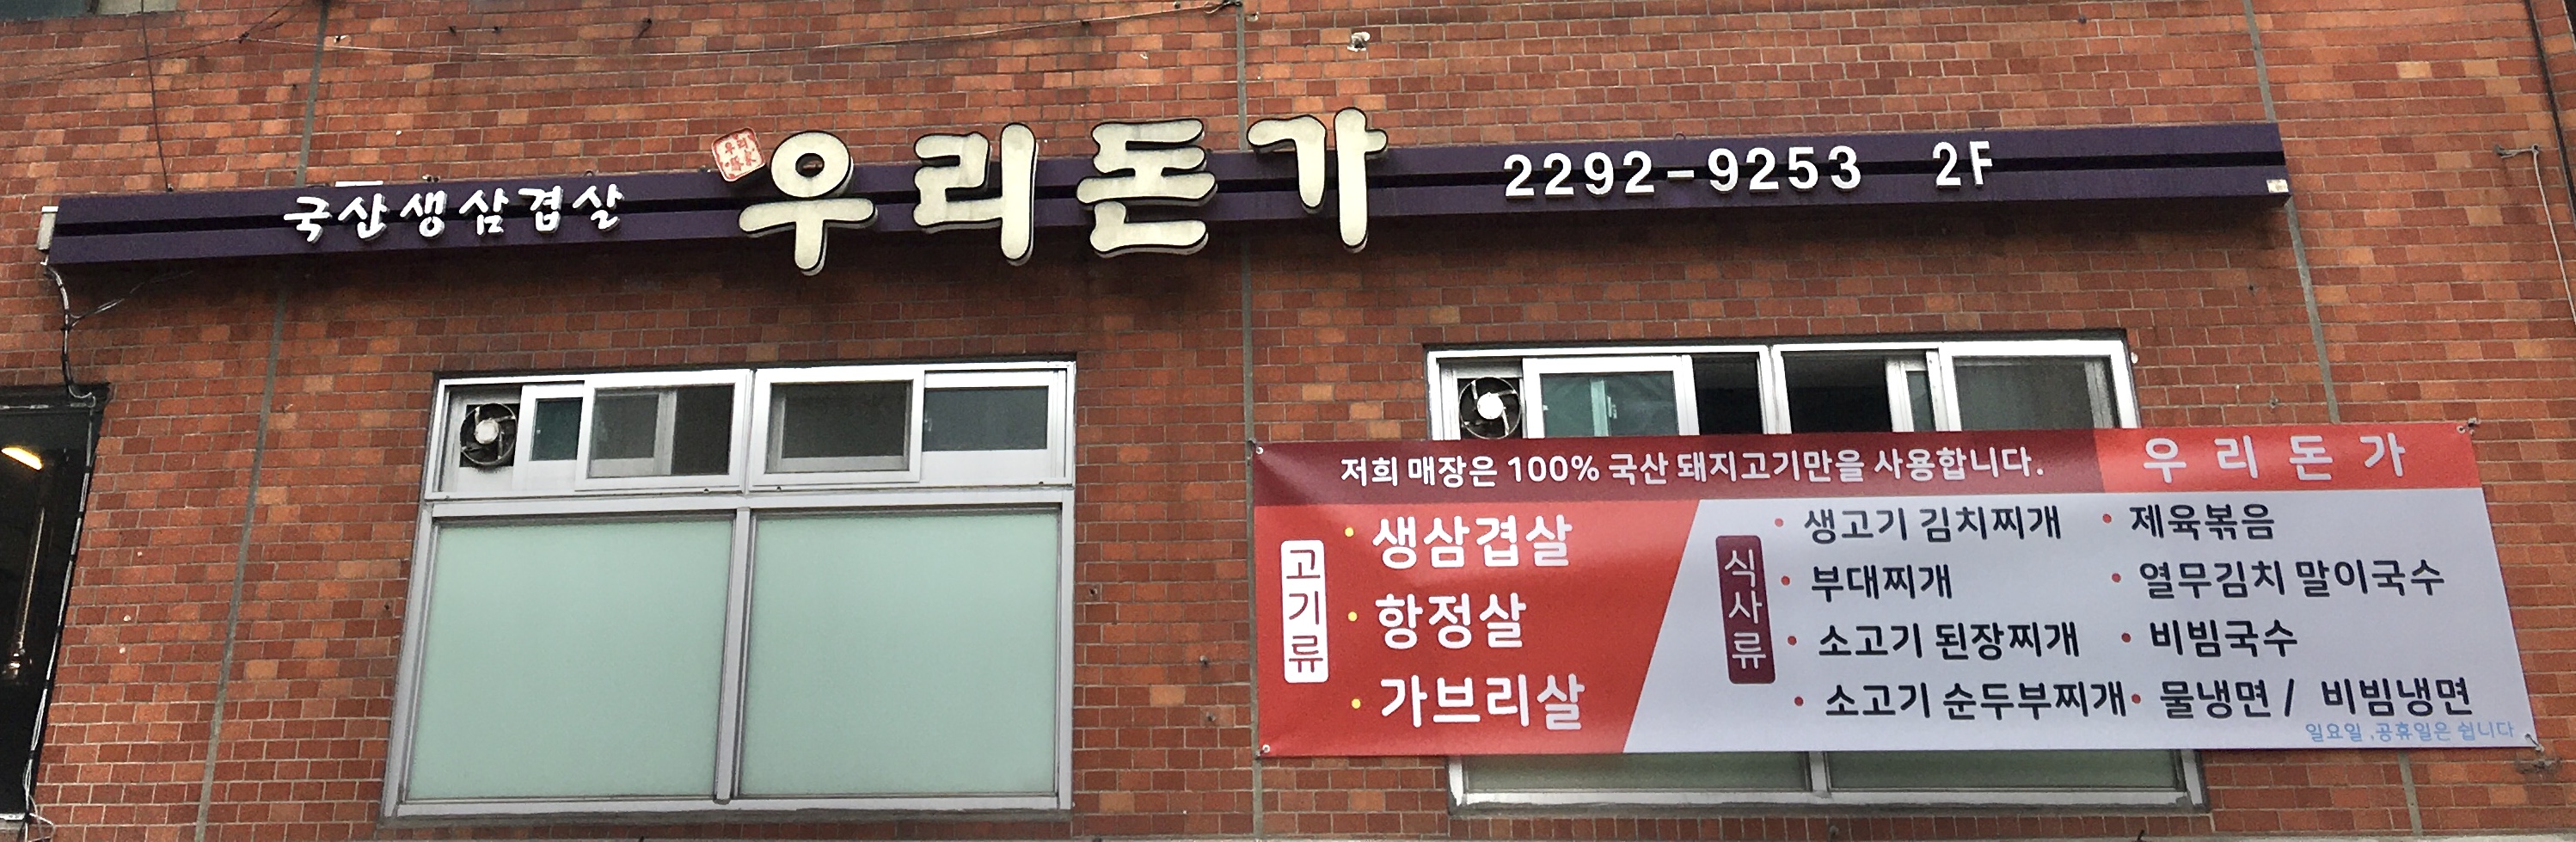 국산생삼겹살 우리돈가 2292-9253 2F
우리
저희 매장은 100% 국산 돼지고기만을 사용합니다. 우리돈가
고기류
생삼겹살
항정살
가브리살
식사류
생고기 김치찌개
부대찌개
소고기 된장찌개
소고기 순두부찌개
제육볶음
열무김치 말이국수
비빔국수
물냉면 / 비빔냉면
일요일 ,공휴일은 쉽니다